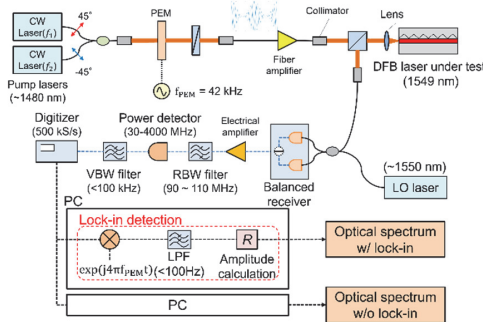 CW
Laser(f₁)
45°
CW
Laser(f₂)
-45°
Pump lasers
(~1480 nm)
PEM
fPEM = 42 kHz
Fiber
amplifier
Collimator
Lens
DFB laser under test
(1549 nm)
Digitizer
(500 kS/s)
Power detector
(30-4000 MHz)
Electrical
amplifier
VBW filter
(<100 kHz)
RBW filter
(90 ~ 110 MHz)
Balanced
receiver
(~1550 nm)
LO laser
PC
Lock-in detection
exp(j4πfPEMt)
LPF
(<100Hz)
R
Amplitude
calculation
Optical spectrum
w/ lock-in
PC
Optical spectrum
w/o lock-in